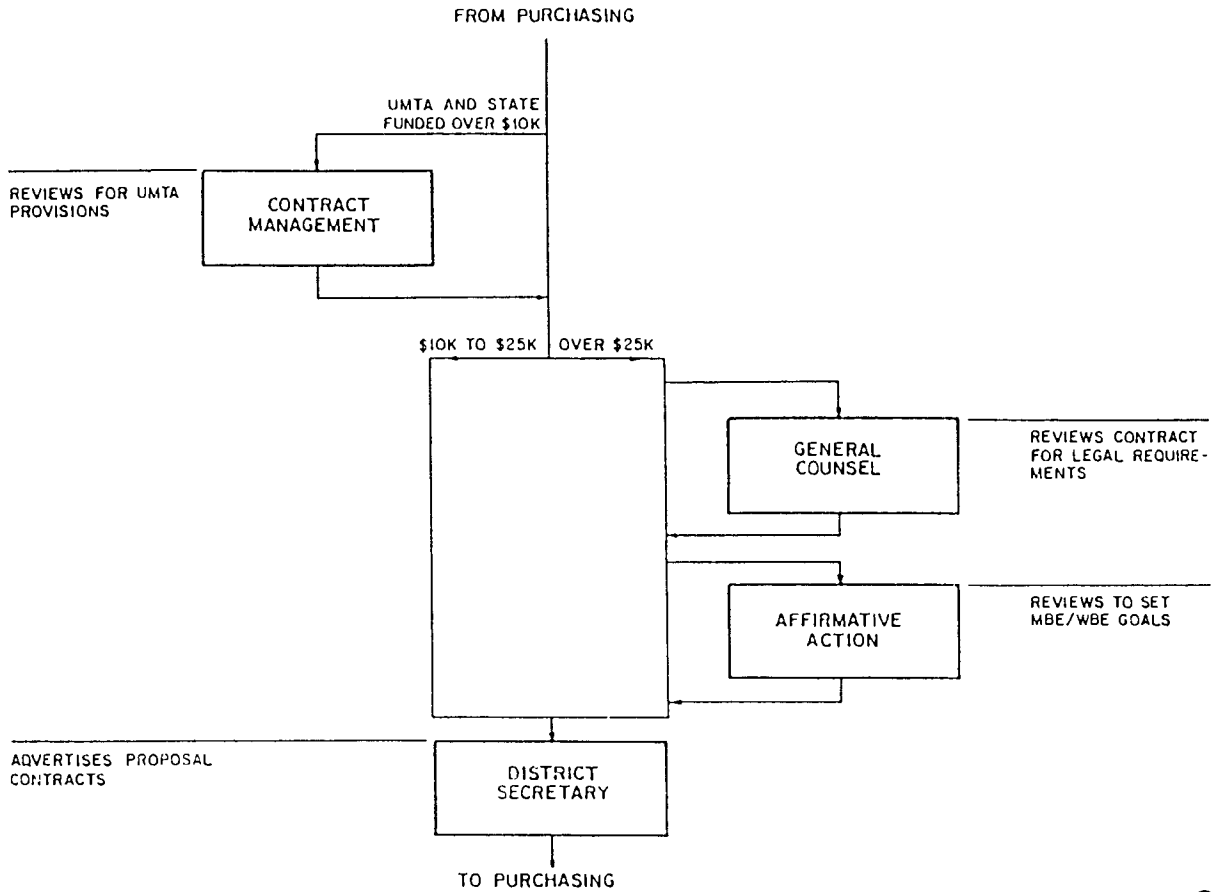 FROM PURCHASING
UMTA AND STATE
FUNDED OVER $10K
REVIEWS FOR UMTA
PROVISIONS
CONTRACT
MANAGEMENT
$10K TO $25K OVER $25K
GENERAL
COUNSEL
REVIEWS CONTRACT
FOR LEGAL REQUIRE-
MENTS
AFFIRMATIVE
ACTION
REVIEWS TO SET
MBE/WBE GOALS
ADVERTISES PROPOSAL
CONTRACTS
DISTRICT
SECRETARY
TO PURCHASING